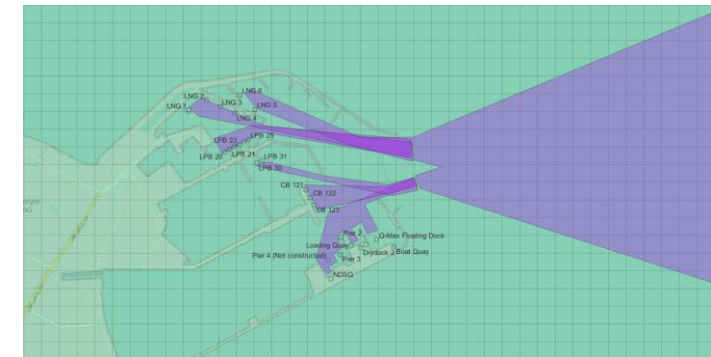 LNG 6
LNG 2
LNG 3
LNG 5
LNG 1
LNG 4
LPB 23
LPB 25
LPB 20
LPB 21
LPB 31
LPB 30
CB 121
CB 122
CB 123
Pier 2
Q-Max Floating Dock
Loading Quay
Drydock 2
Boat Quay
Pier 4 (Not constructed)
Pier 3
NDSQ